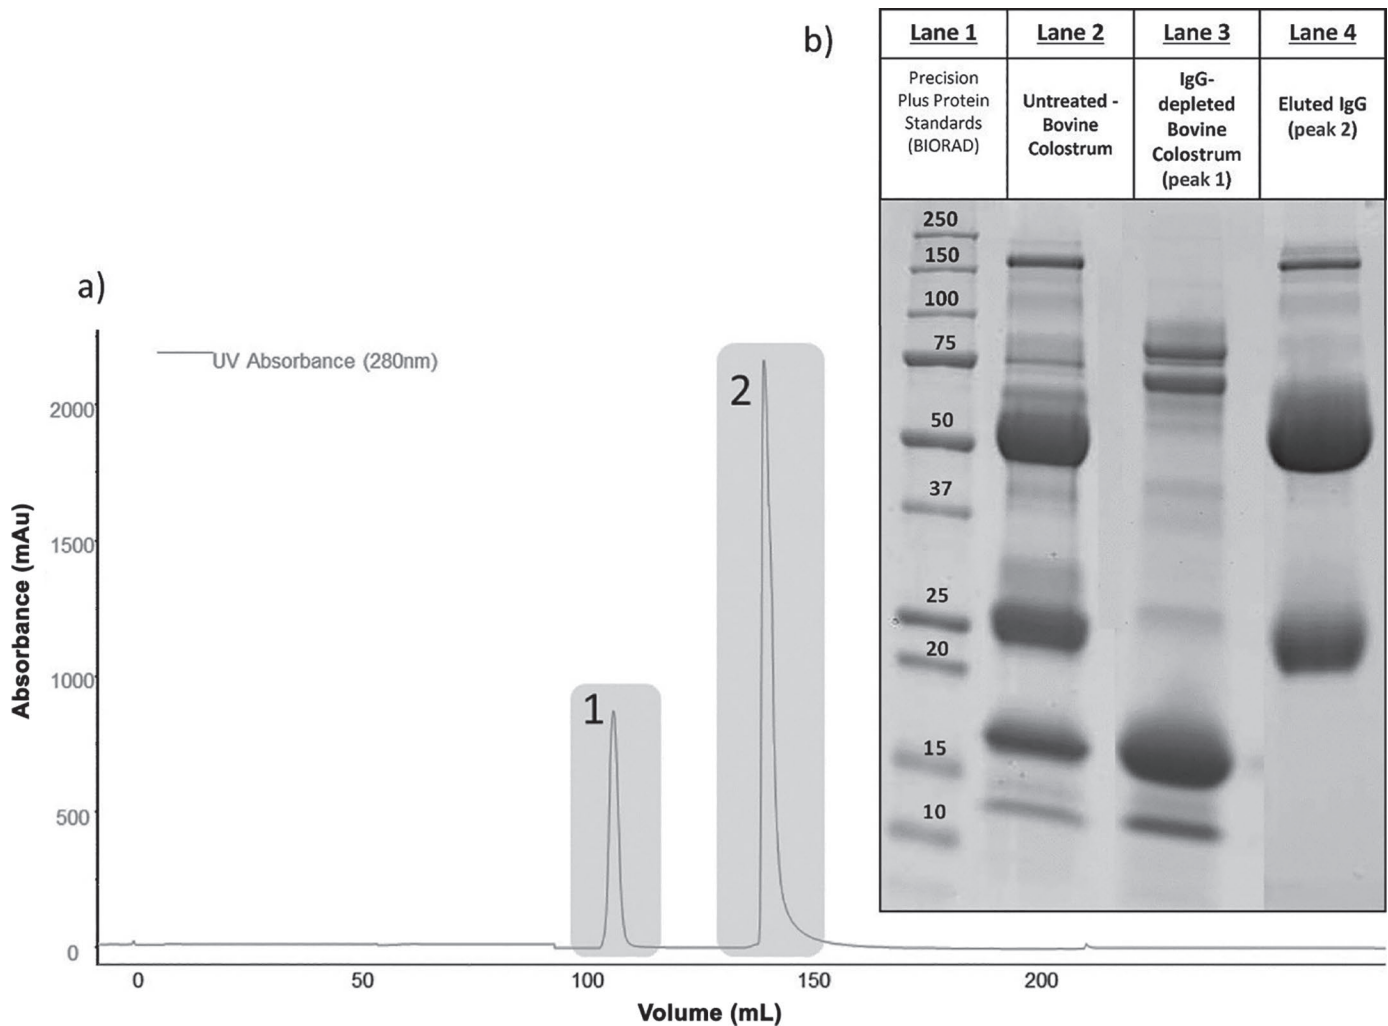 a)
UV Absorbance (280nm)
Absorbance (mAu)
2000
1500
1000
500
0
1
2
0
50
100
150
200
Volume (mL)
b)
Lane 1
Lane 2
Lane 3
Lane 4
Precision
Plus Protein
Standards
(BIORAD)
Untreated -
Bovine
Colostrum
IgG-
depleted
Bovine
Colostrum
(peak 1)
Eluted IgG
(peak 2)
250
150
100
75
50
37
25
20
15
10